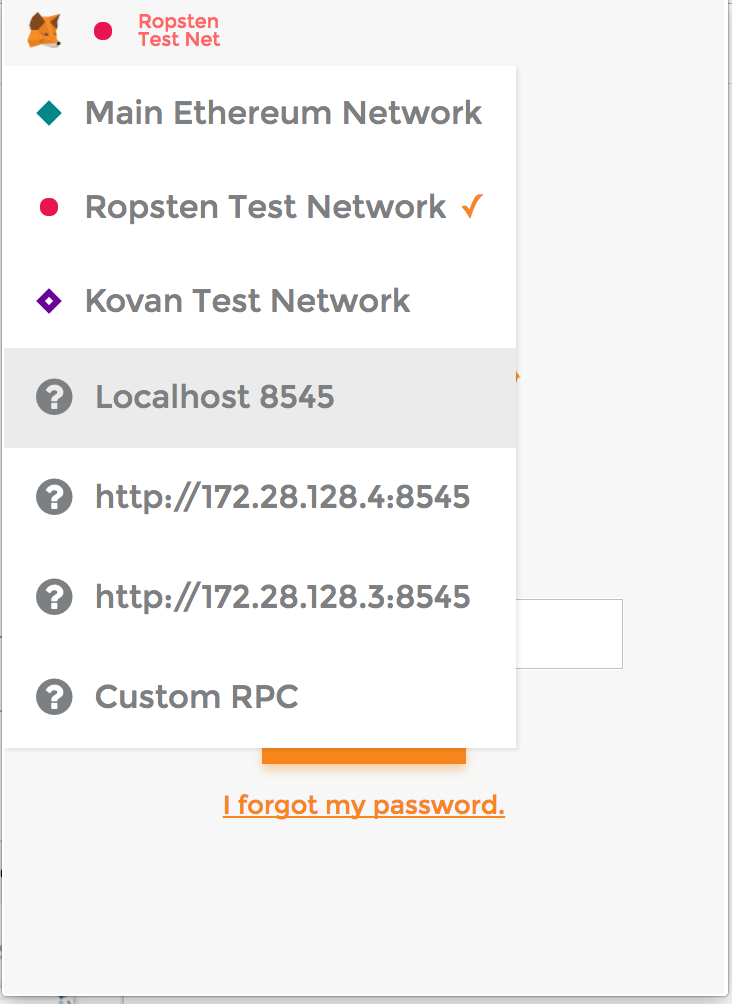 Ropsten
Test Net
Main Ethereum Network
Ropsten Test Network
Kovan Test Network
Localhost 8545
http://172.28.128.4:8545
http://172.28.128.3:8545
Custom RPC
I forgot my password.